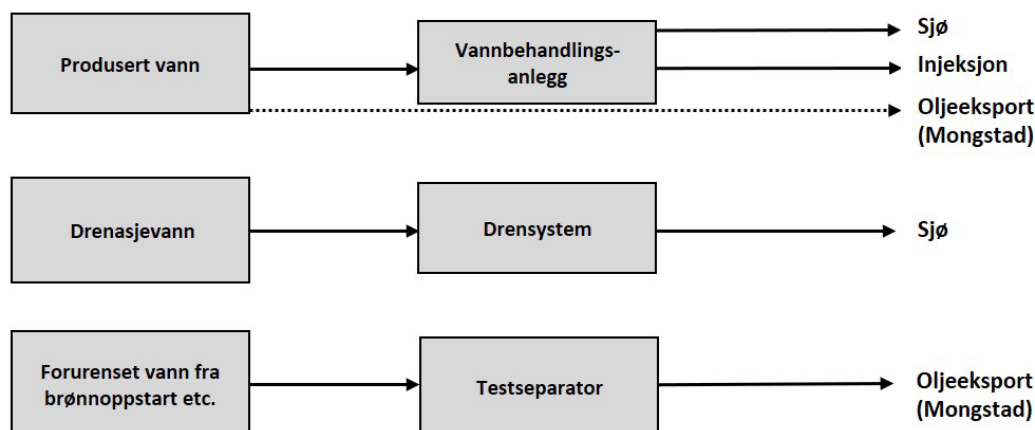 Produsert vann
Vannbehandlings-
anlegg
Sjø
Injeksjon
Oljeeksport
(Mongstad)
Drenasjevann
Drensystem
Sjø
Forurenset vann fra
brønnoppstart etc.
Testseparator
Oljeeksport
(Mongstad)